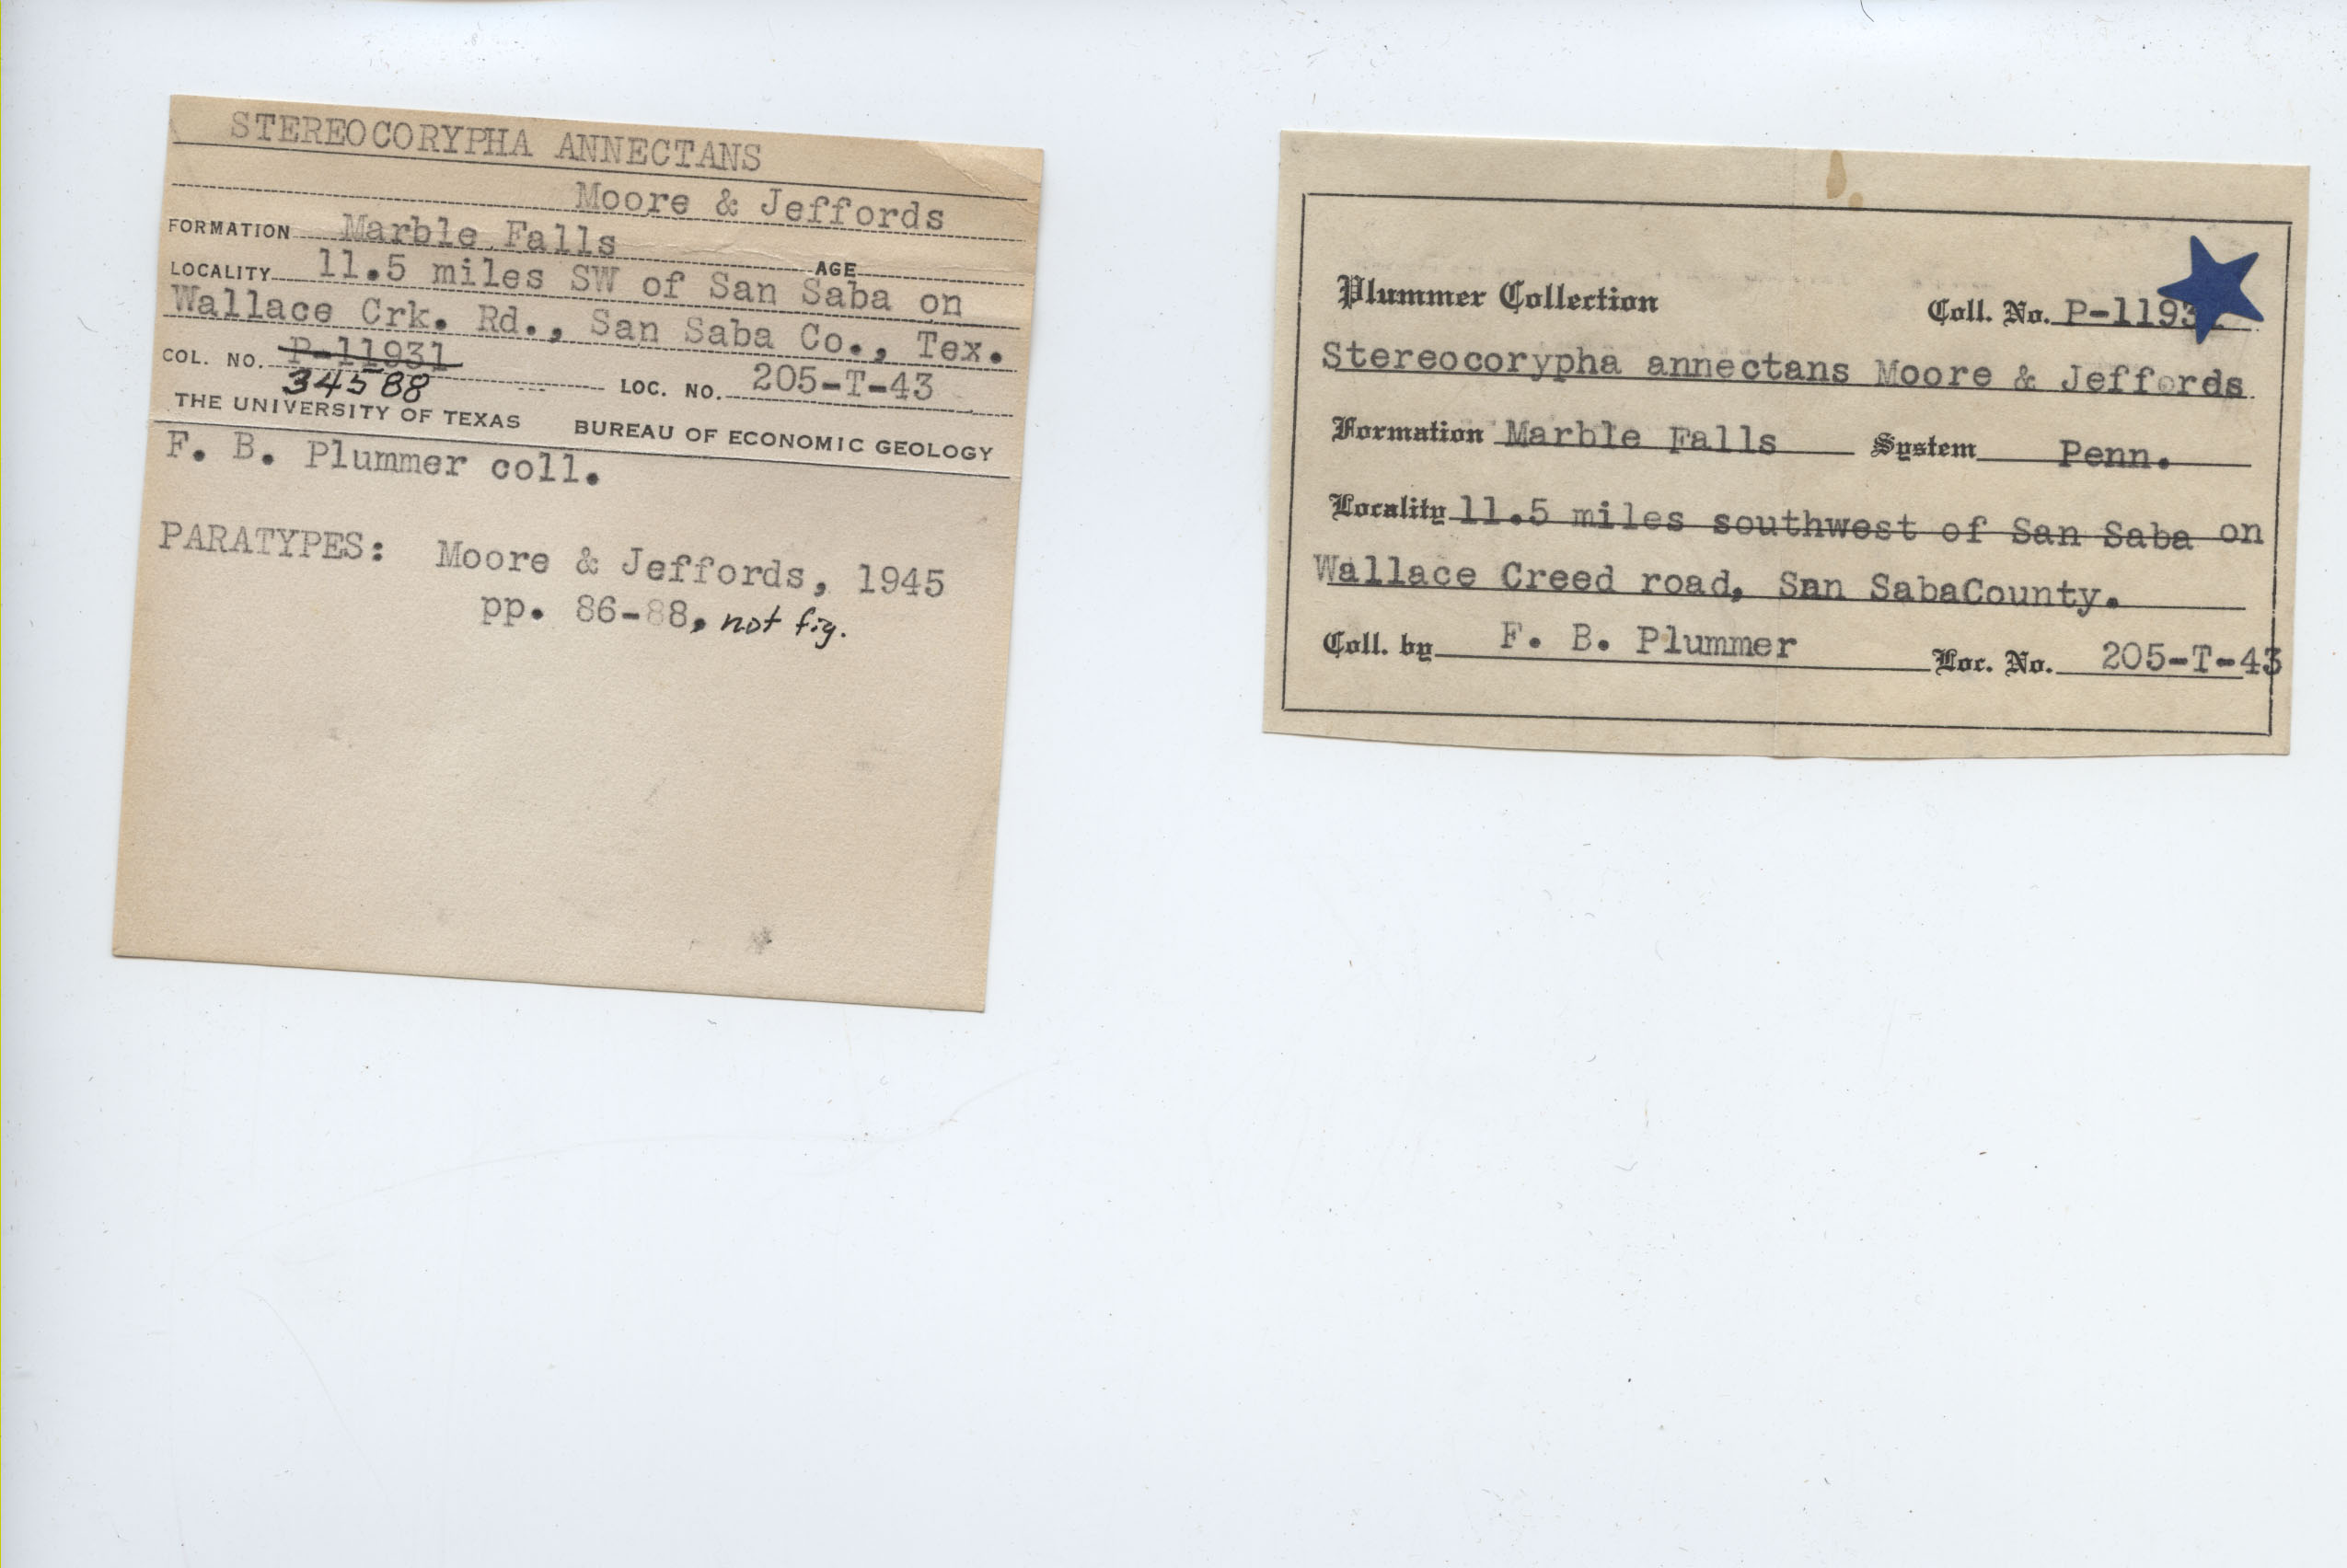 STEREOCORYPHA ANNECTANS
Moore & Jeffords
FORMATION Marble Falls AGE
LOCALITY 11.5 miles SW of San Saba on
Wallace Crk. Rd., San Saba Co., Tex.
COL. NO. P-11931
34588 LOC. NO. 205-T-43
THE UNIVERSITY OF TEXAS BUREAU OF ECONOMIC GEOLOGY
F. B. Plummer coll.
PARATYPES: Moore & Jeffords, 1945
pp. 86-88, not fig.
Plummer Collection Coll. No. P-1193
Stereocorypha annectans Moore & Jeffords
Formation Marble Falls System Penn.
Locality 11.5 miles southwest of San Saba on
Wallace Creed road, San SabaCounty.
Coll. by F. B. Plummer Loc. No. 205-T-43